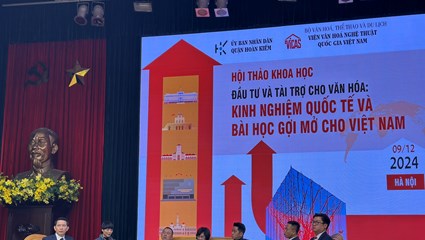 ỦY BAN NHÂN DÂN
QUẬN HOÀN KIẾM
BỘ VĂN HÓA, THỂ THAO VÀ DU LỊCH
VIỆN VĂN HÓA NGHỆ THUẬT
QUỐC GIA VIỆT NAM
VICAS
HỘI THẢO KHOA HỌC
ĐẦU TƯ VÀ TÀI TRỢ CHO VĂN HÓA:
KINH NGHIỆM QUỐC TẾ VÀ
BÀI HỌC GỢI MỞ CHO VIỆT NAM
09/12
2024
HÀ NỘI